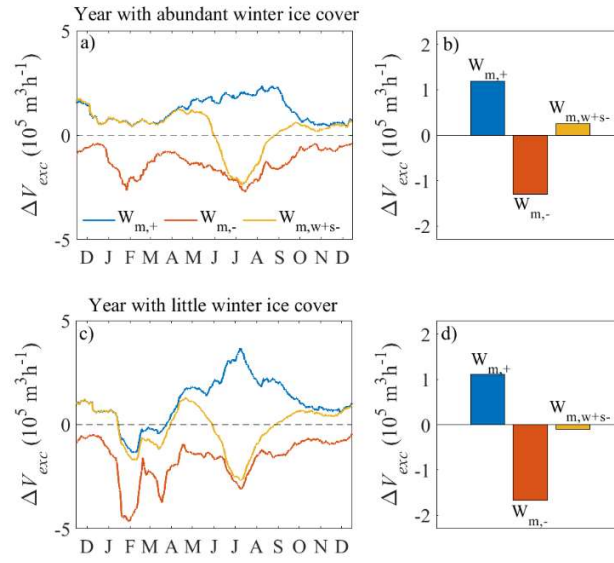 Year with abundant winter ice cover
a)
ΔV_exc (10^5 m^3h^-1)
5
0
-5
W_m,+ W_m,- W_m,w+s-
D J F M A M J J A S O N D
b)
ΔV_exc (10^5 m^3h^-1)
2
1
0
-1
-2
W_m,+
W_m,w+s-
W_m,-
Year with little winter ice cover
c)
ΔV_exc (10^5 m^3h^-1)
5
0
-5
D J F M A M J J A S O N D
d)
ΔV_exc (10^5 m^3h^-1)
2
1
0
-1
-2
W_m,+
W_m,w+s-
W_m,-